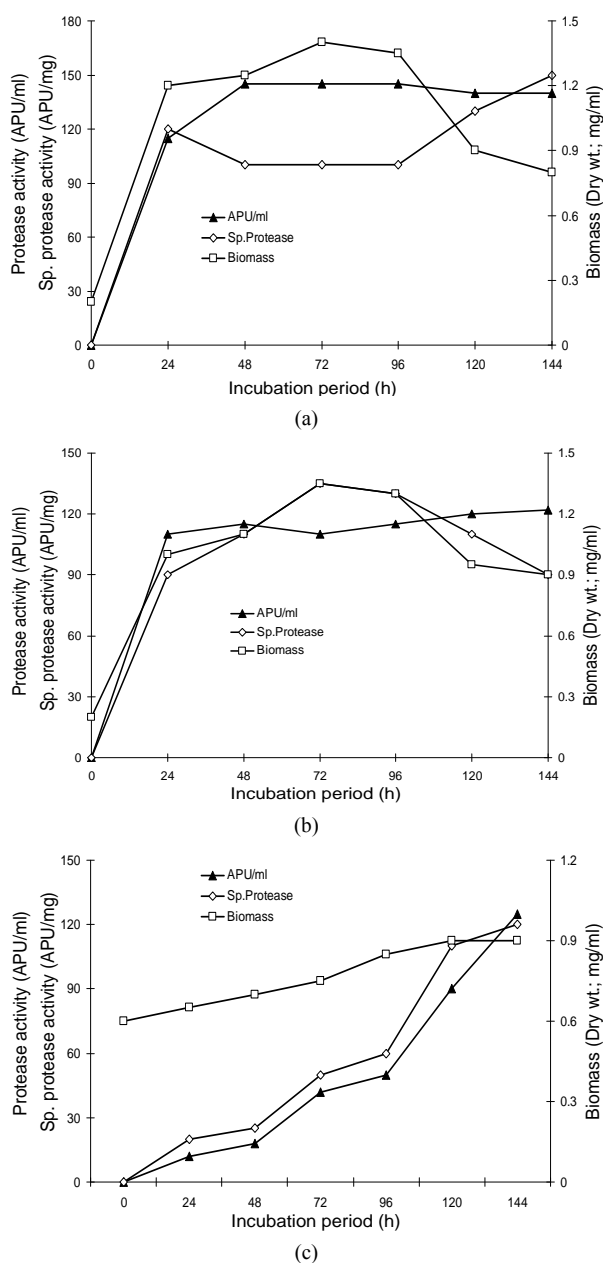 180
150
120
90
60
30
0
Protease activity (APU/ml)
Sp. protease activity (APU/mg)
1.5
1.2
0.9
0.6
0.3
0
Biomass (Dry wt.; mg/ml)
APU/ml
Sp.Protease
Biomass
0 24 48 72 96 120 144
Incubation period (h)
(a)
150
120
90
60
30
0
Protease activity (APU/ml)
Sp. protease activity (APU/mg)
1.5
1.2
0.9
0.6
0.3
0
Biomass (Dry wt.; mg/ml)
APU/ml
Sp.Protease
Biomass
0 24 48 72 96 120 144
Incubation period (h)
(b)
150
120
90
60
30
0
Protease activity (APU/ml)
Sp. protease activity (APU/mg)
1.2
0.9
0.6
0.3
0
Biomass (Dry wt.; mg/ml)
APU/ml
Sp.Protease
Biomass
0 24 48 72 96 120 144
Incubation period (h)
(c)